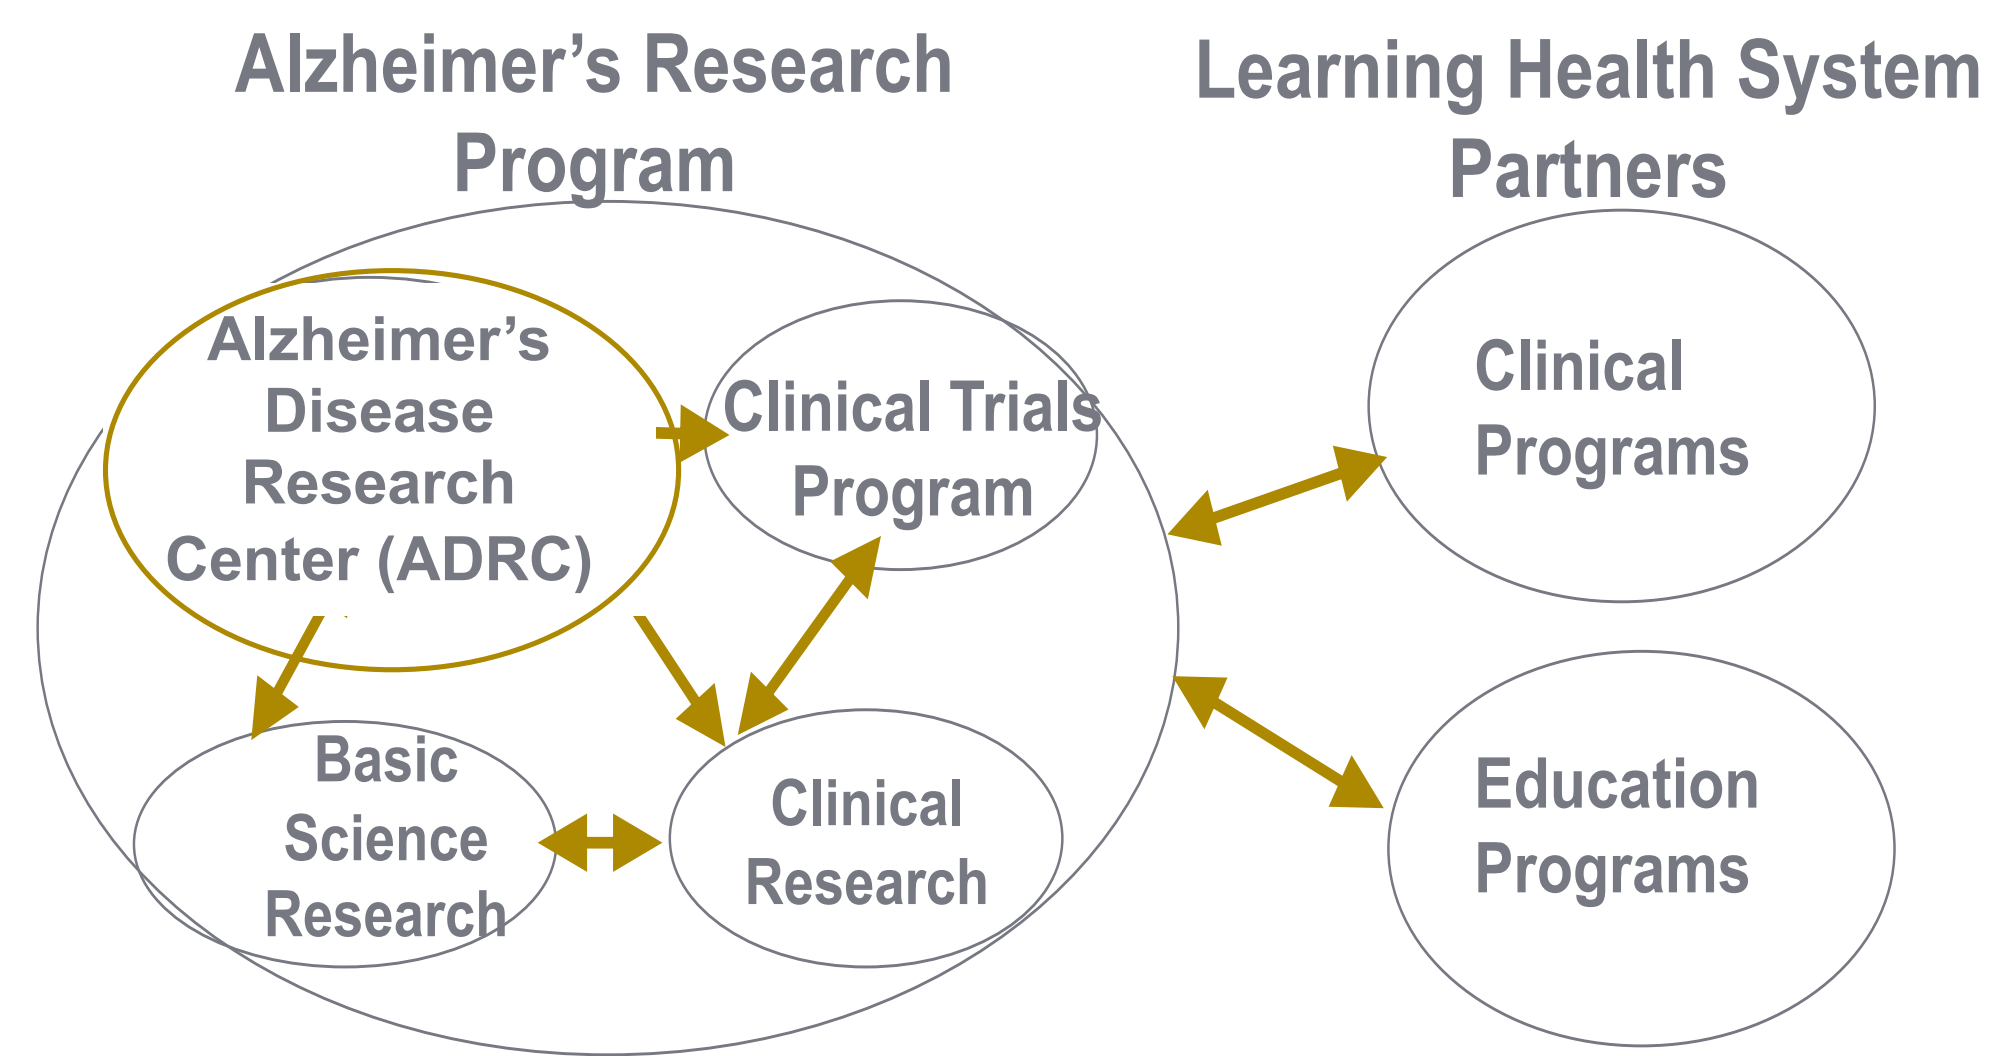 Alzheimer’s Research
Program
Learning Health System
Partners
Alzheimer’s
Disease
Research
Center (ADRC)
Clinical Trials
Program
Basic
Science
Research
Clinical
Research
Clinical
Programs
Education
Programs